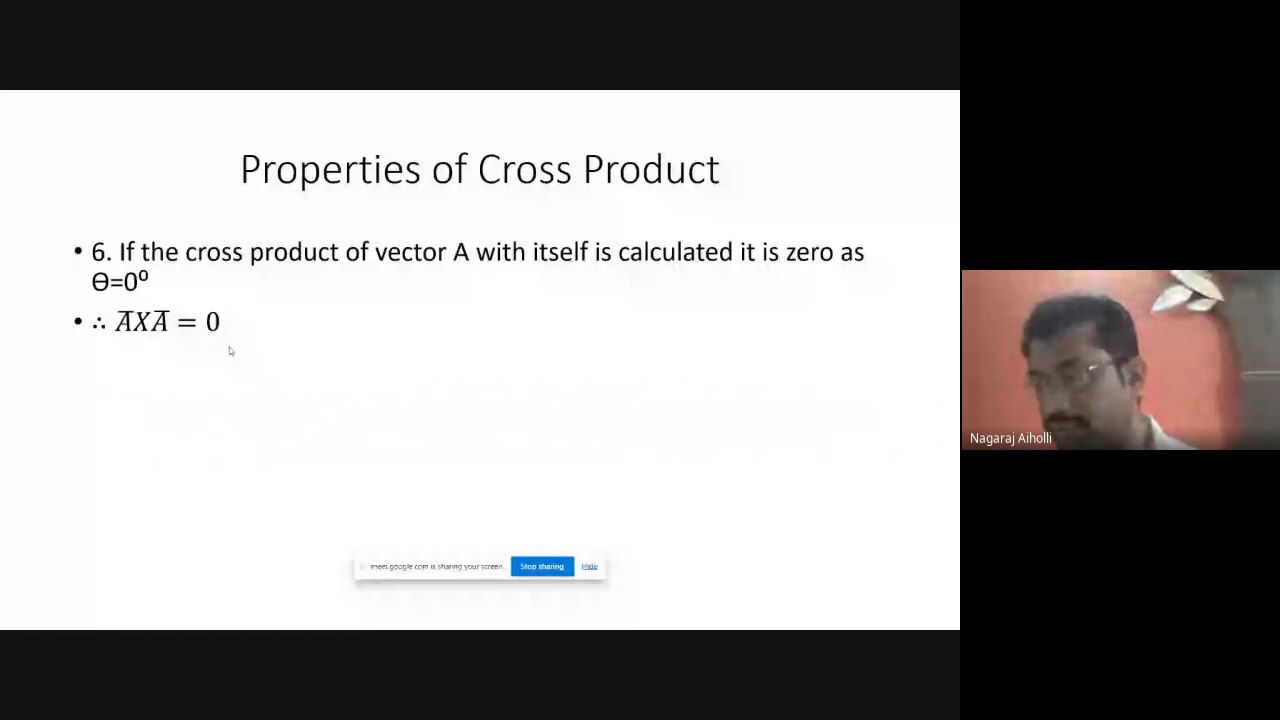 Properties of Cross Product
• 6. If the cross product of vector A with itself is calculated it is zero as
Ɵ=0⁰
• ∴ A̅XA̅ = 0
meet.google.com is sharing your screen.
Stop sharing
Hide
Nagaraj Aiholli